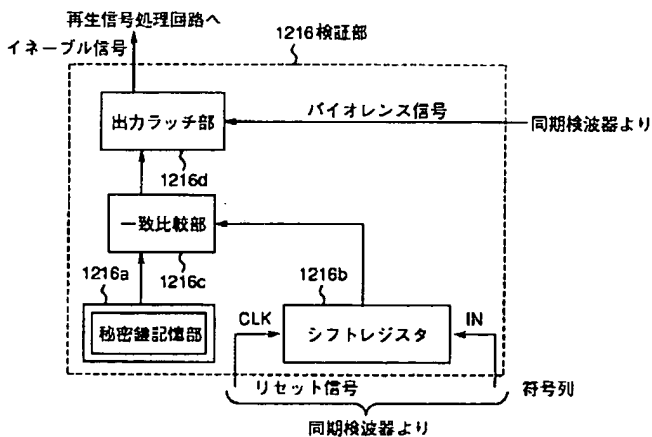 再生信号処理回路へ
イネーブル信号
1216検証部
出力ラッチ部
バイオレンス信号
同期検波器より
1216d
一致比較部
1216a
1216c
1216b
秘密鍵記憶部
CLK
シフトレジスタ
IN
リセット信号
符号列
同期検波器より